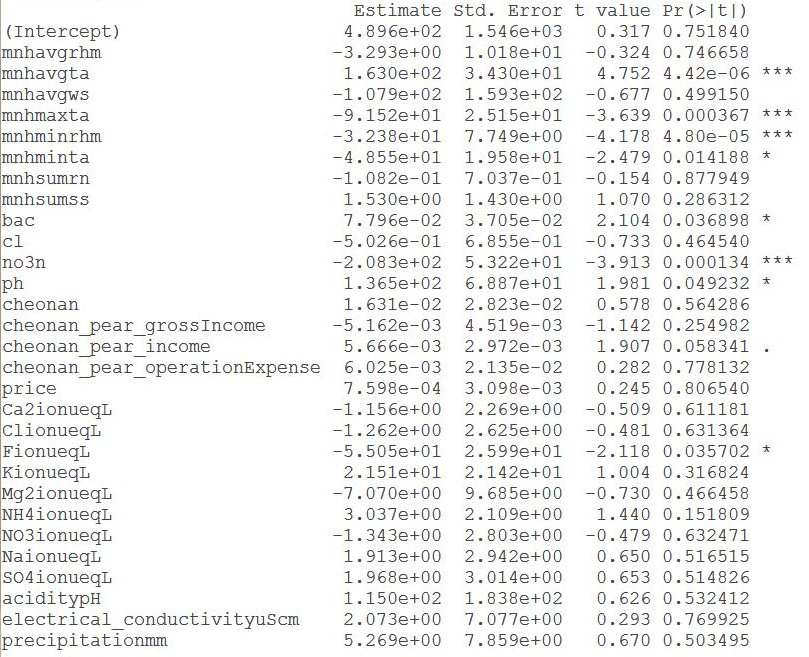 Estimate Std. Error t value Pr(>|t|)
(Intercept) 4.896e+02 1.546e+03 0.317 0.751840
mnhavgrhm -3.293e+00 1.018e+01 -0.324 0.746658
mnhavgta 1.630e+02 3.430e+01 4.752 4.42e-06 ***
mnhavgws -1.079e+02 1.593e+02 -0.677 0.499150
mnhmaxta -9.152e+01 2.515e+01 -3.639 0.000367 ***
mnhminrhm -3.238e+01 7.749e+00 -4.178 4.80e-05 ***
mnhminta -4.855e+01 1.958e+01 -2.479 0.014188 *
mnhsumrn -1.082e-01 7.037e-01 -0.154 0.877949
mnhsumss 1.530e+00 1.430e+00 1.070 0.286312
bac 7.796e-02 3.705e-02 2.104 0.036898 *
cl -5.026e-01 6.855e-01 -0.733 0.464540
no3n -2.083e+02 5.322e+01 -3.913 0.000134 ***
ph 1.365e+02 6.887e+01 1.981 0.049232 *
cheonan 1.631e-02 2.823e-02 0.578 0.564286
cheonan_pear_grossIncome -5.162e-03 4.519e-03 -1.142 0.254982
cheonan_pear_income 5.666e-03 2.972e-03 1.907 0.058341 .
cheonan_pear_operationExpense 6.025e-03 2.135e-02 0.282 0.778132
price 7.598e-04 3.098e-03 0.245 0.806540
Ca2ionueqL -1.156e+00 2.269e+00 -0.509 0.611181
ClionueqL -1.262e+00 2.625e+00 -0.481 0.631364
FionueqL -5.505e+01 2.599e+01 -2.118 0.035702 *
KionueqL 2.151e+01 2.142e+01 1.004 0.316824
Mg2ionueqL -7.070e+00 9.685e+00 -0.730 0.466458
NH4ionueqL 3.037e+00 2.109e+00 1.440 0.151809
NO3ionueqL -1.343e+00 2.803e+00 -0.479 0.632471
NaionueqL 1.913e+00 2.942e+00 0.650 0.516515
SO4ionueqL 1.968e+00 3.014e+00 0.653 0.514826
aciditypH 1.150e+02 1.838e+02 0.626 0.532412
electrical_conductivityuScm 2.073e+00 7.077e+00 0.293 0.769925
precipitationmm 5.269e+00 7.859e+00 0.670 0.503495